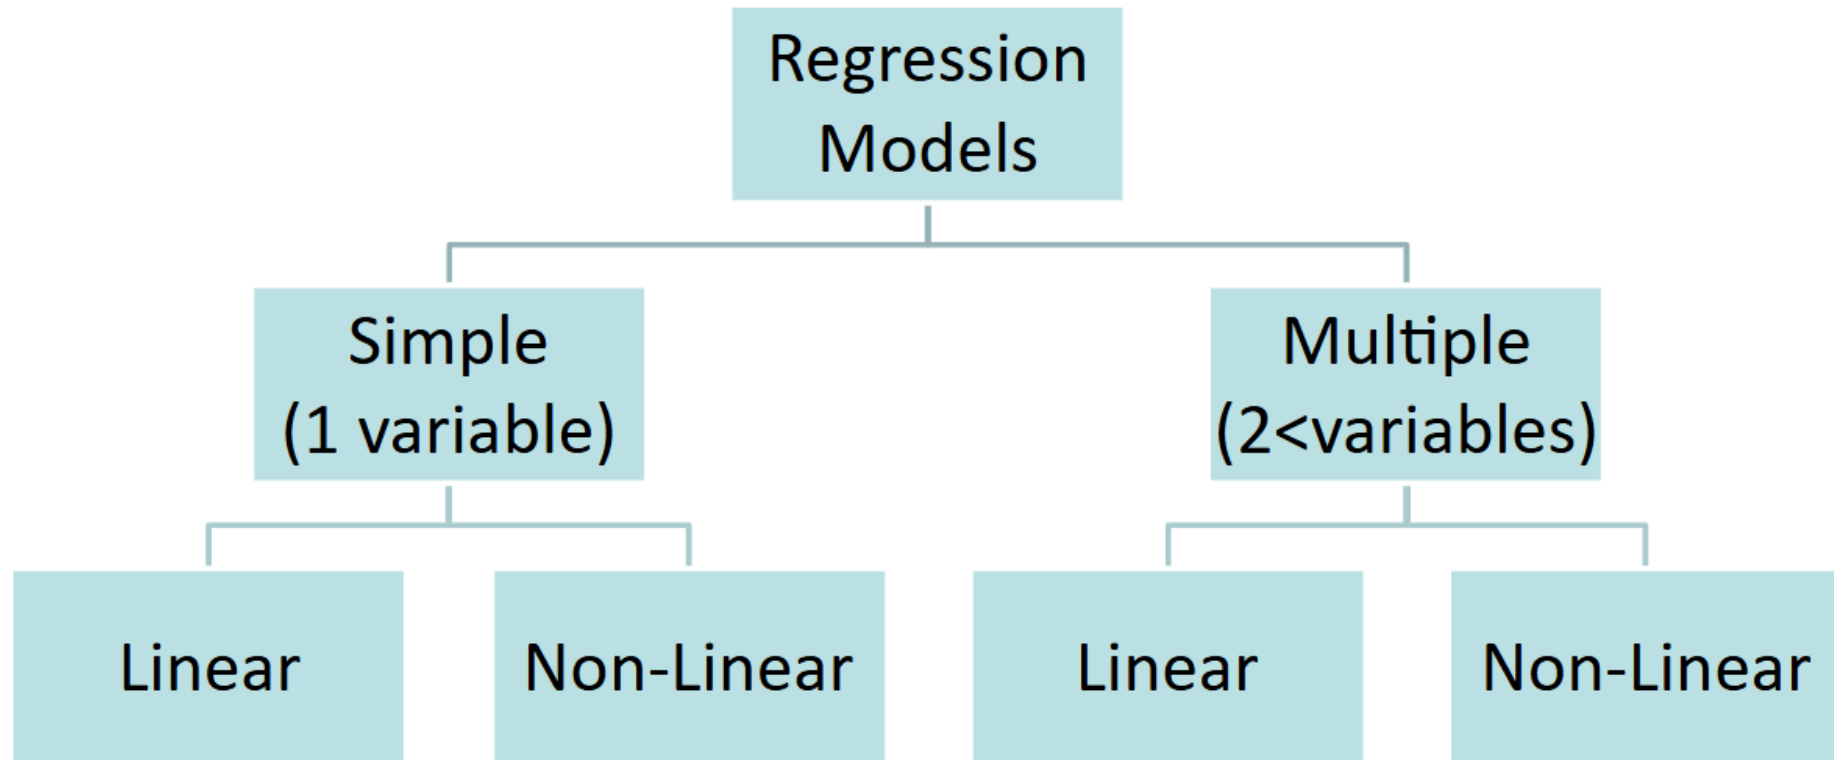 Regression
Models
Simple
(1 variable)
Multiple
(2<variables)
Linear
Non-Linear
Linear
Non-Linear